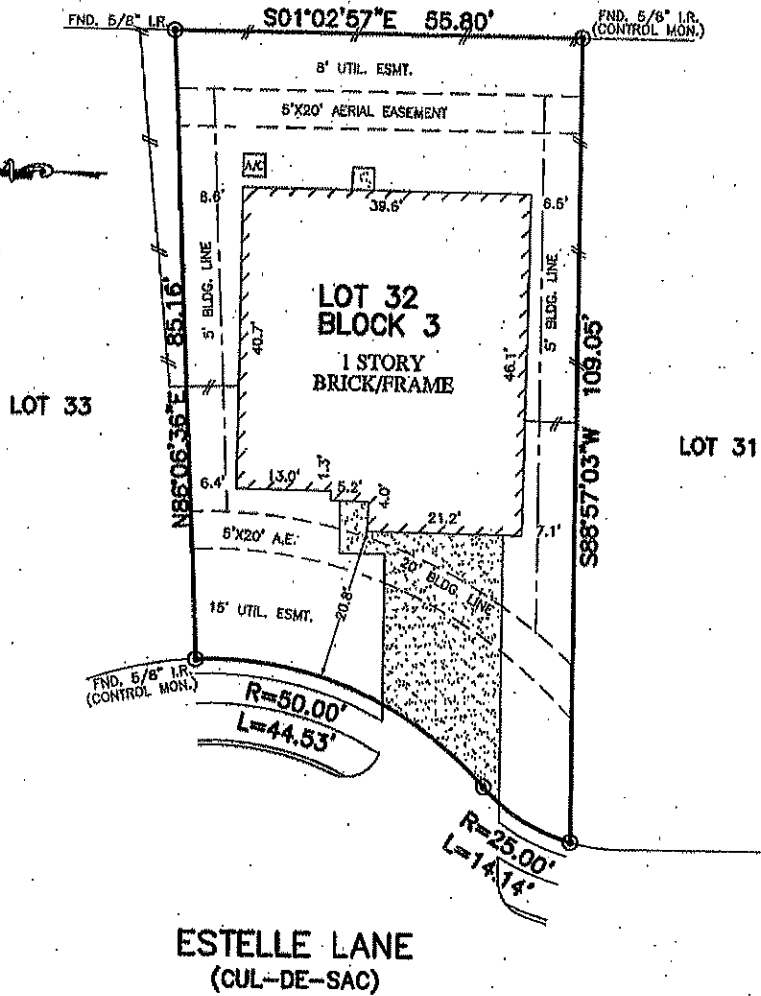 S01°02'57"E 55.80'
FND. 5/8" I.R.
FND. 5/8" I.R.
(CONTROL MON.)
8' UTIL. ESMT.
5'X20' AERIAL EASEMENT
A/C
8.6'
39.6'
6.5'
5' BLDG. LINE
5' BLDG. LINE
LOT 32
BLOCK 3
1 STORY
BRICK/FRAME
40.7'
46.1'
N86°06'36"E 85.16'
S88°57'03"W 109.05'
LOT 33
LOT 31
6.4'
13.0'
1.3'
5.2'
4.0'
21.2'
7.1'
5'X20' A.E.
20' BLDG. LINE
20.8'
15' UTIL. ESMT.
FND. 5/8" I.R.
(CONTROL MON.)
R=50.00'
L=44.53'
R=25.00'
L=14.14'
ESTELLE LANE
(CUL-DE-SAC)